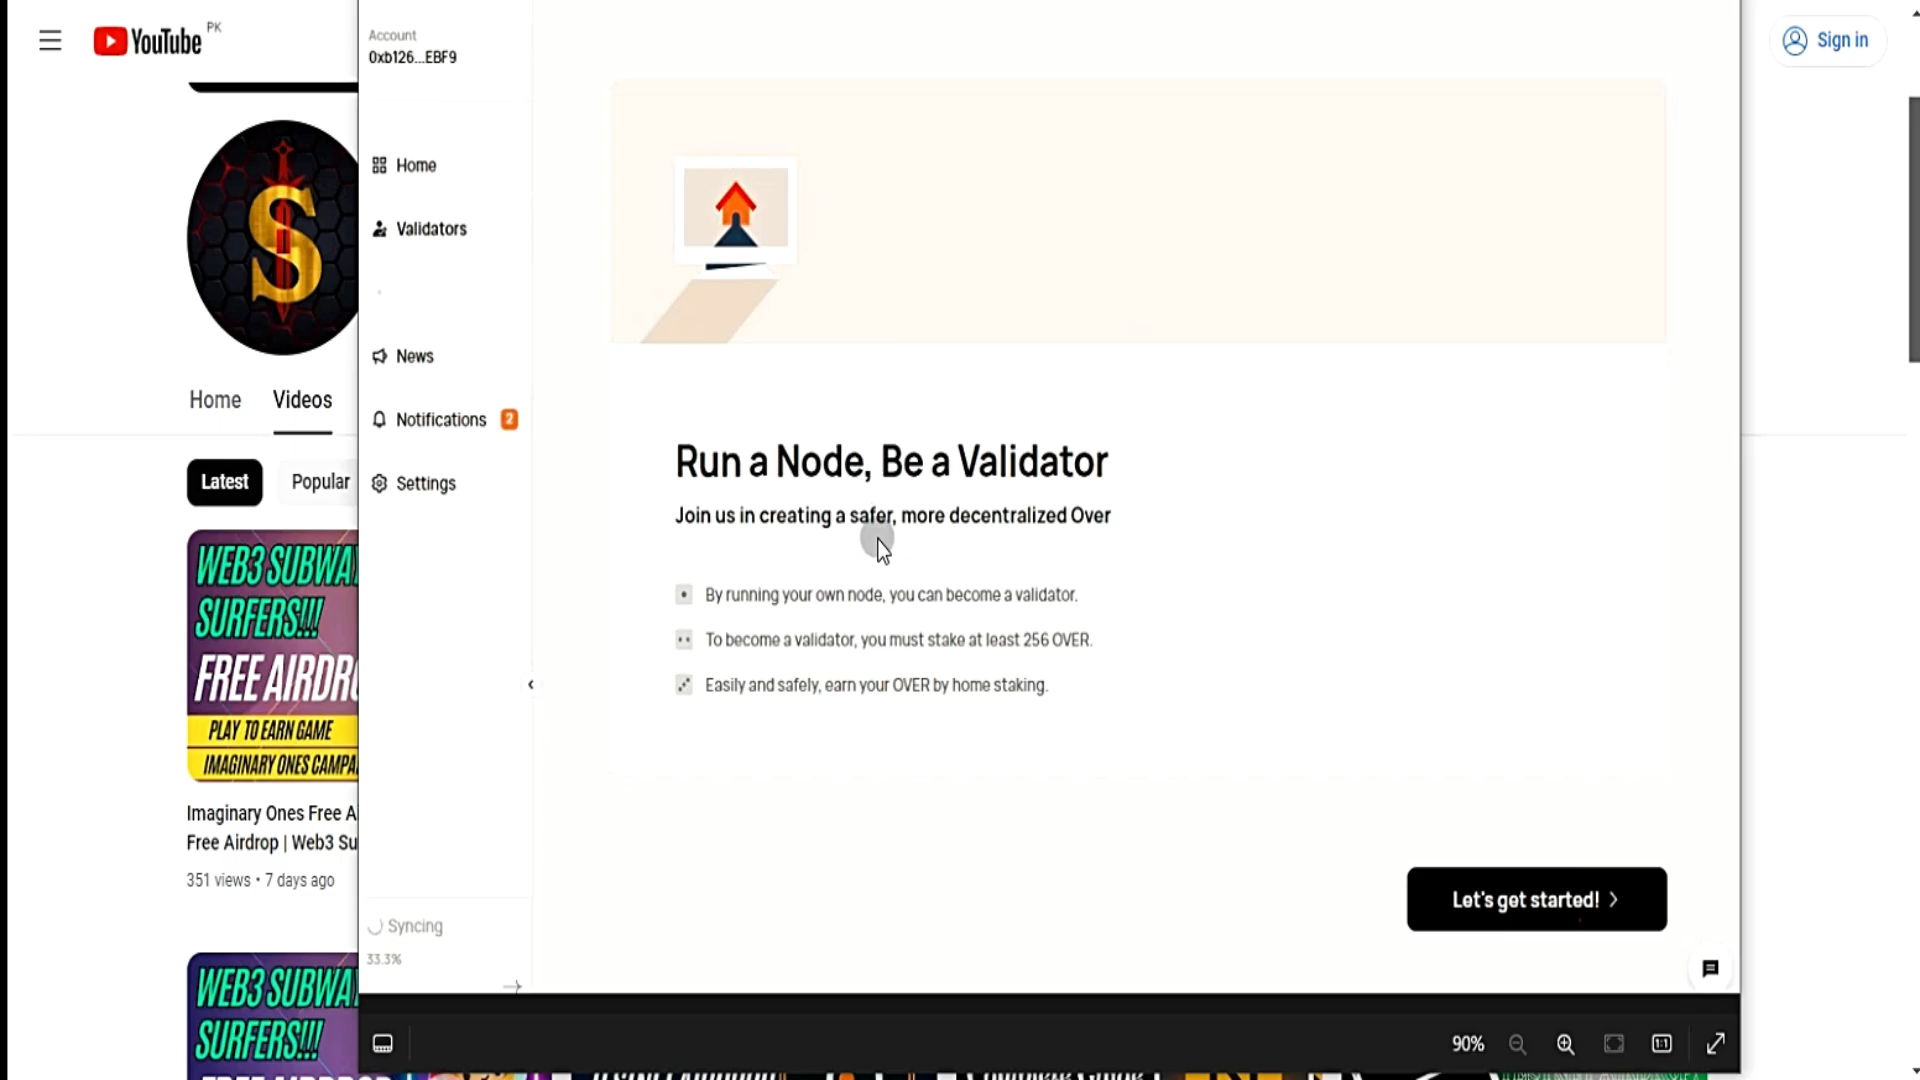 YouTube PK
Sign in
Home
Videos
Latest
Popular
WEB3 SUBWA
SURFERS!!!
FREE AIRDRO
PLAY TO EARN GAME
IMAGINARY ONES CAMPA
Imaginary Ones Free A
Free Airdrop | Web3 Su
351 views • 7 days ago
WEB3 SUBWA
SURFERS!!!
Account
0xb126...EBF9
Home
Validators
News
Notifications 2
Settings
Syncing
33.3%
Run a Node, Be a Validator
Join us in creating a safer, more decentralized Over
By running your own node, you can become a validator.
To become a validator, you must stake at least 256 OVER.
Easily and safely, earn your OVER by home staking.
Let's get started!
90%
1:1